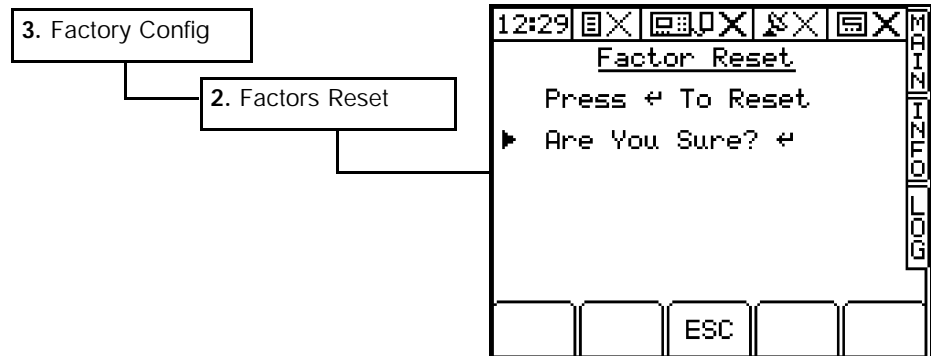 3. Factory Config
2. Factors Reset
12:29
Factor Reset
Press ↵ To Reset
Are You Sure? ↵
MAIN
INFO
LOG
ESC